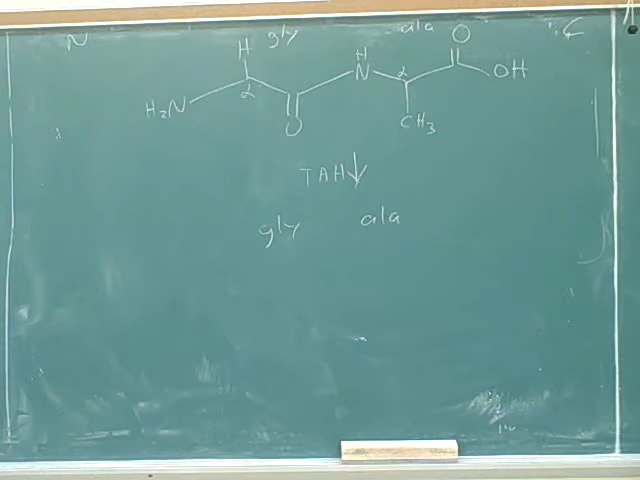 N gly ala C
H H O
H₂N α N α OH
O CH₃
TAH↓
gly ala